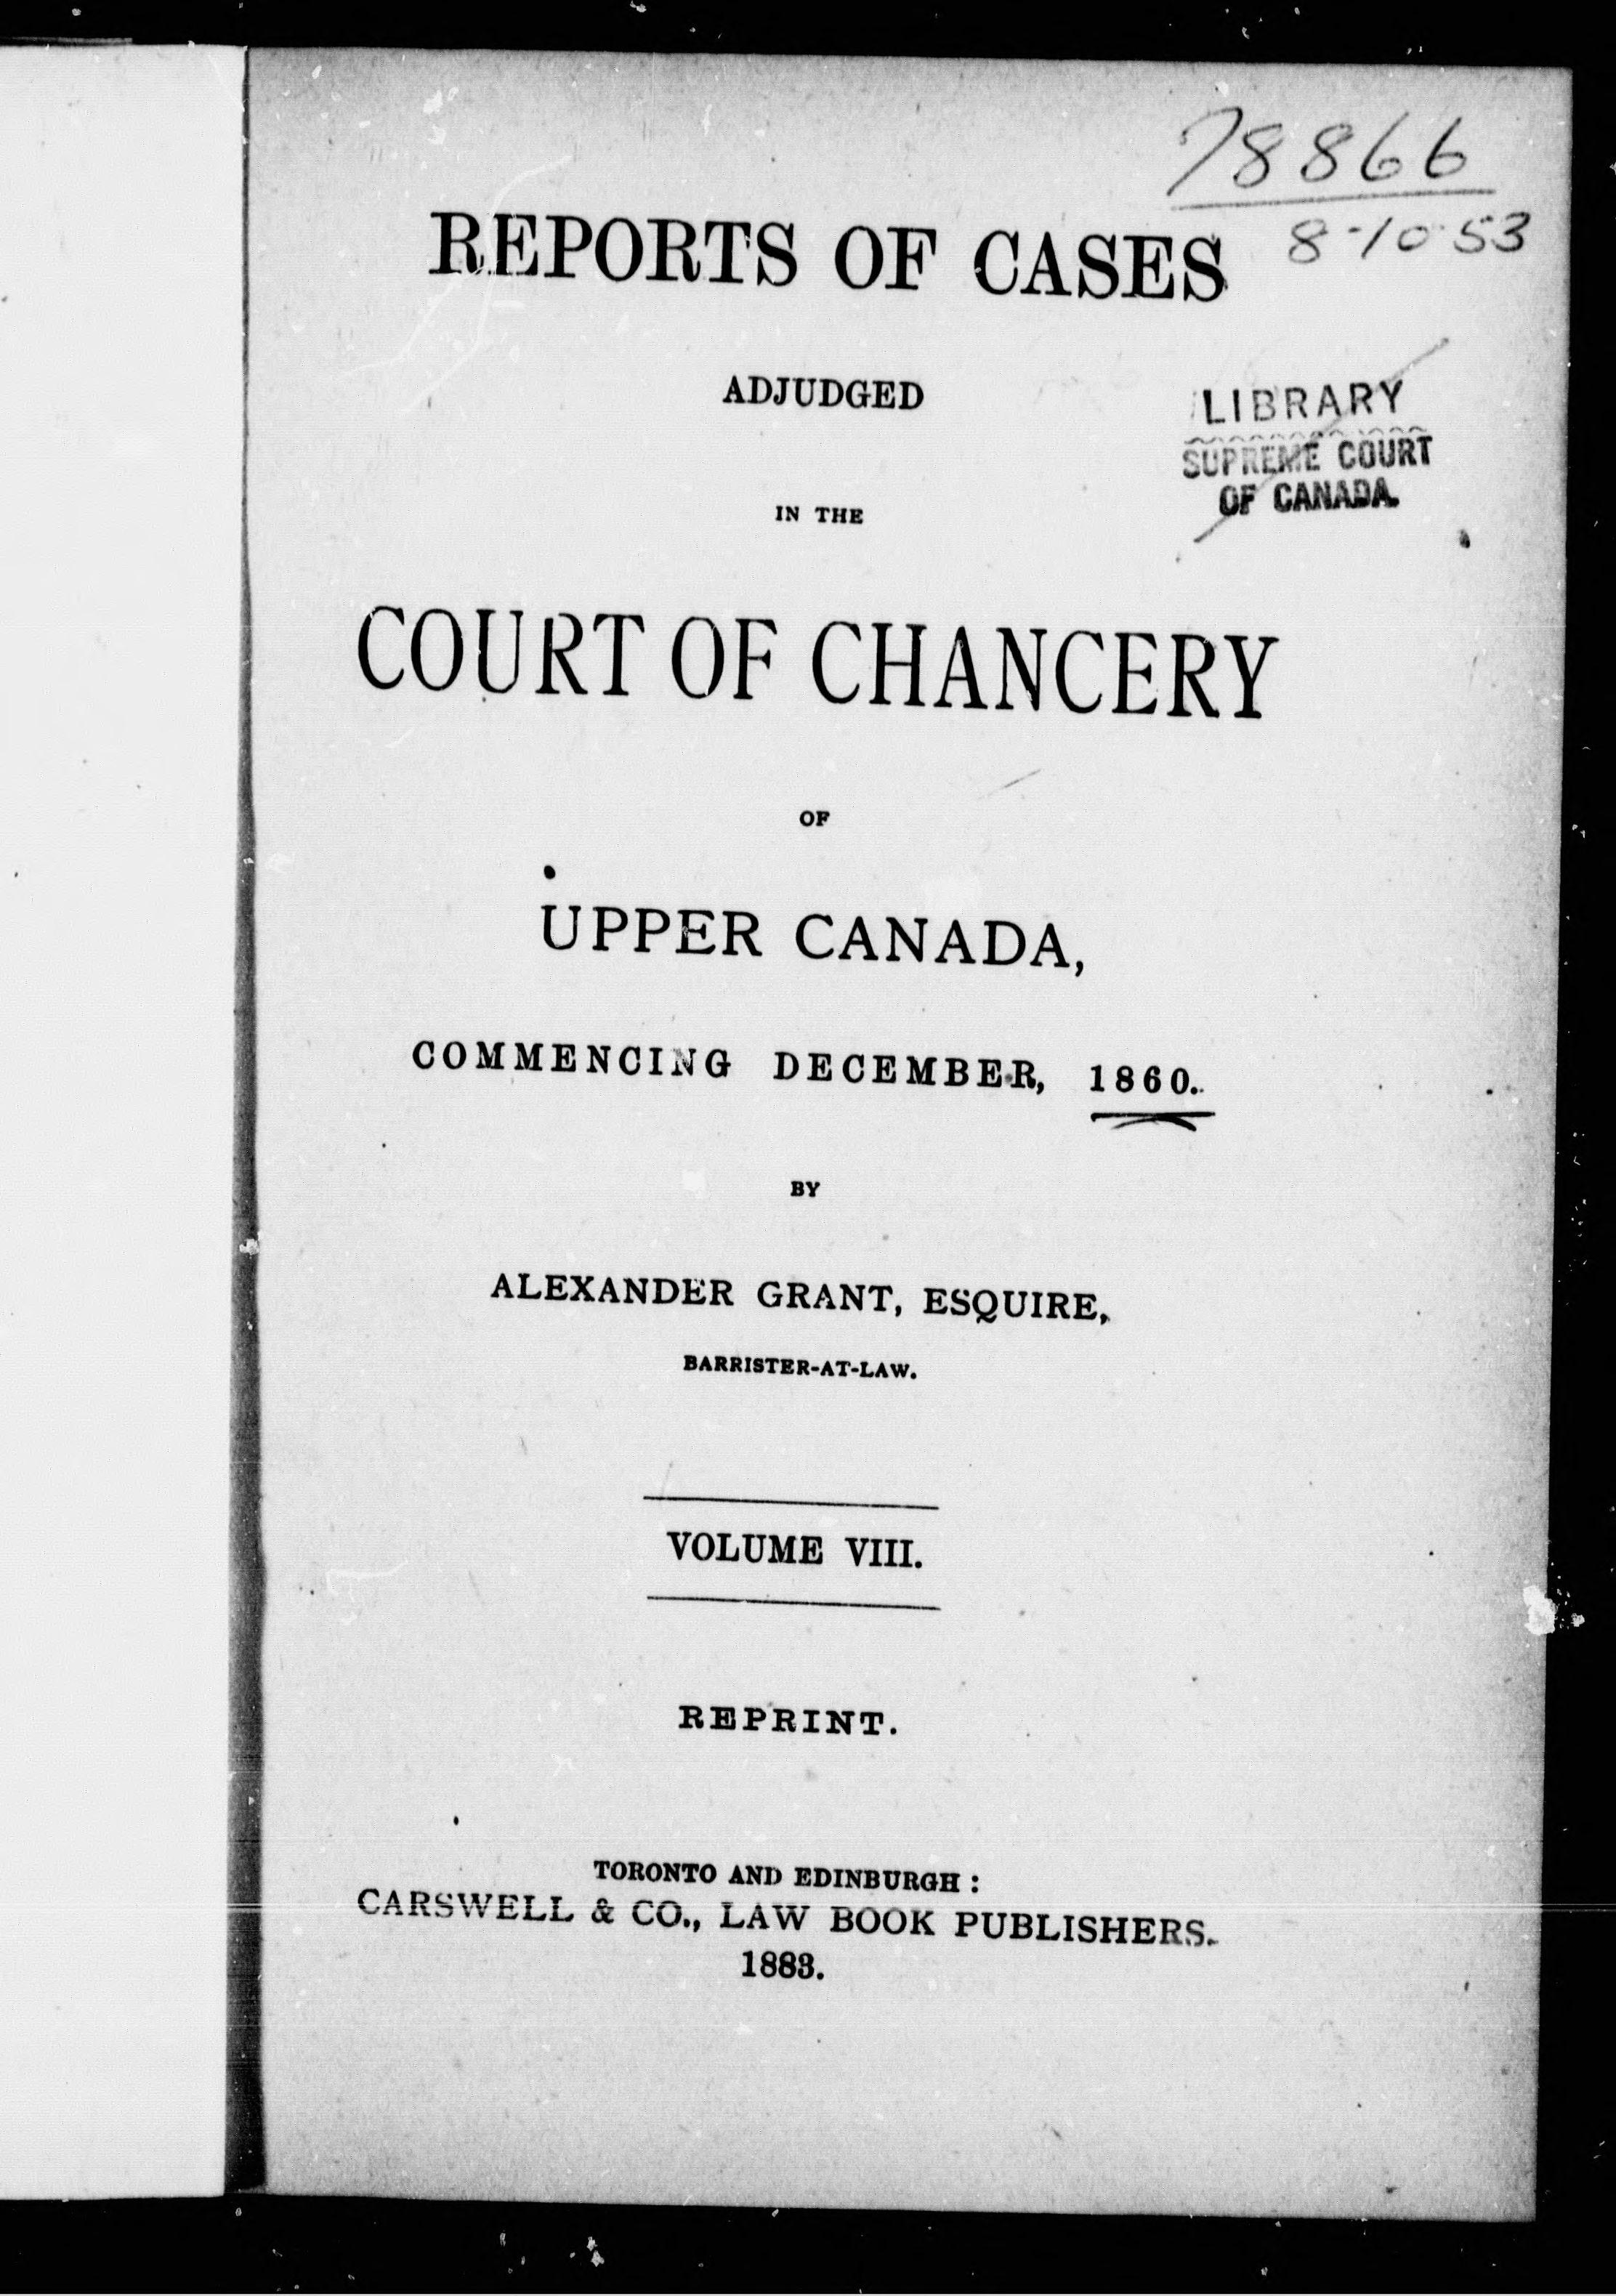 78866
8-10-53
REPORTS OF CASES
ADJUDGED
LIBRARY
SUPREME COURT
OF CANADA.
IN THE
COURT OF CHANCERY
OF
UPPER CANADA,
COMMENCING DECEMBER, 1860.
BY
ALEXANDER GRANT, ESQUIRE,
BARRISTER-AT-LAW.
VOLUME VIII.
REPRINT.
TORONTO AND EDINBURGH:
CARSWELL & CO., LAW BOOK PUBLISHERS.
1883.